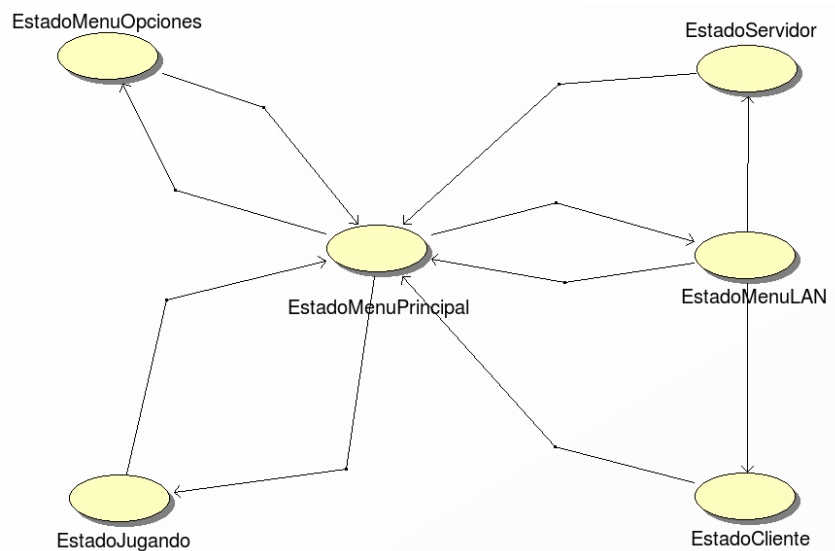 EstadoMenuOpciones
EstadoServidor
EstadoMenuPrincipal
EstadoMenuLAN
EstadoJugando
EstadoCliente